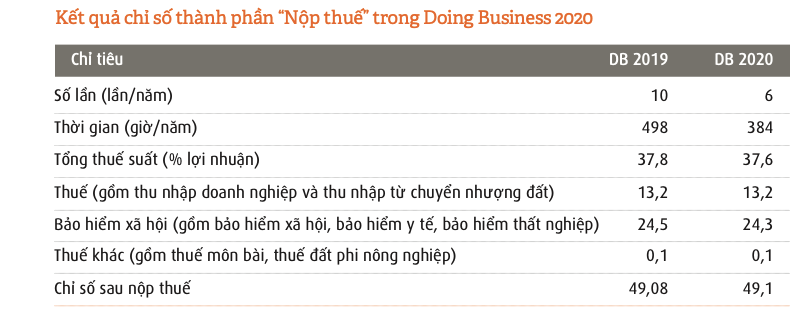 Kết quả chỉ số thành phần “Nộp thuế” trong Doing Business 2020
Chỉ tiêu DB 2019 DB 2020
Số lần (lần/năm) 10 6
Thời gian (giờ/năm) 498 384
Tổng thuế suất (% lợi nhuận) 37,8 37,6
Thuế (gồm thu nhập doanh nghiệp và thu nhập từ chuyển nhượng đất) 13,2 13,2
Bảo hiểm xã hội (gồm bảo hiểm xã hội, bảo hiểm y tế, bảo hiểm thất nghiệp) 24,5 24,3
Thuế khác (gồm thuế môn bài, thuế đất phi nông nghiệp) 0,1 0,1
Chỉ số sau nộp thuế 49,08 49,1